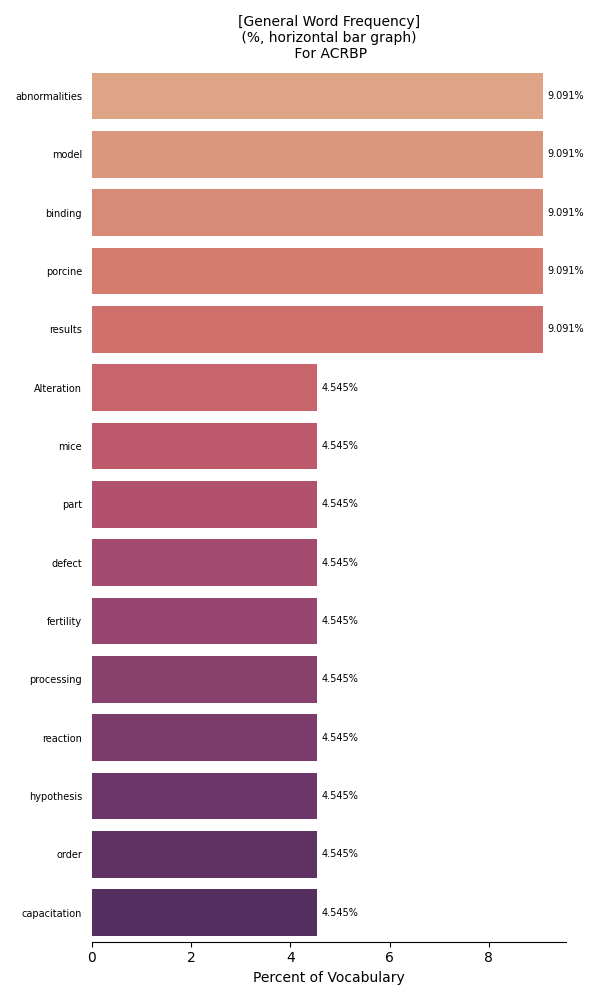 [General Word Frequency]
(%, horizontal bar graph)
For ACRBP
abnormalities 9.091%
model 9.091%
binding 9.091%
porcine 9.091%
results 9.091%
Alteration 4.545%
mice 4.545%
part 4.545%
defect 4.545%
fertility 4.545%
processing 4.545%
reaction 4.545%
hypothesis 4.545%
order 4.545%
capacitation 4.545%
0 2 4 6 8
Percent of Vocabulary